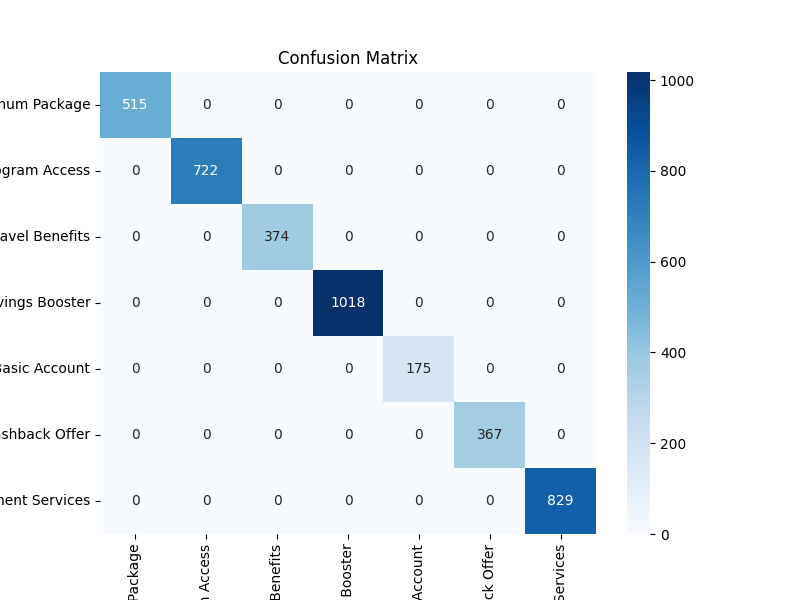 Confusion Matrix
num Package 515 0 0 0 0 0 0
ogram Access 0 722 0 0 0 0 0
avel Benefits 0 0 374 0 0 0 0
vings Booster 0 0 0 1018 0 0 0
Basic Account 0 0 0 0 175 0 0
shback Offer 0 0 0 0 0 367 0
nent Services 0 0 0 0 0 0 829
Package
n Access
Benefits
Booster
Account
ck Offer
Services
1000
800
600
400
200
0